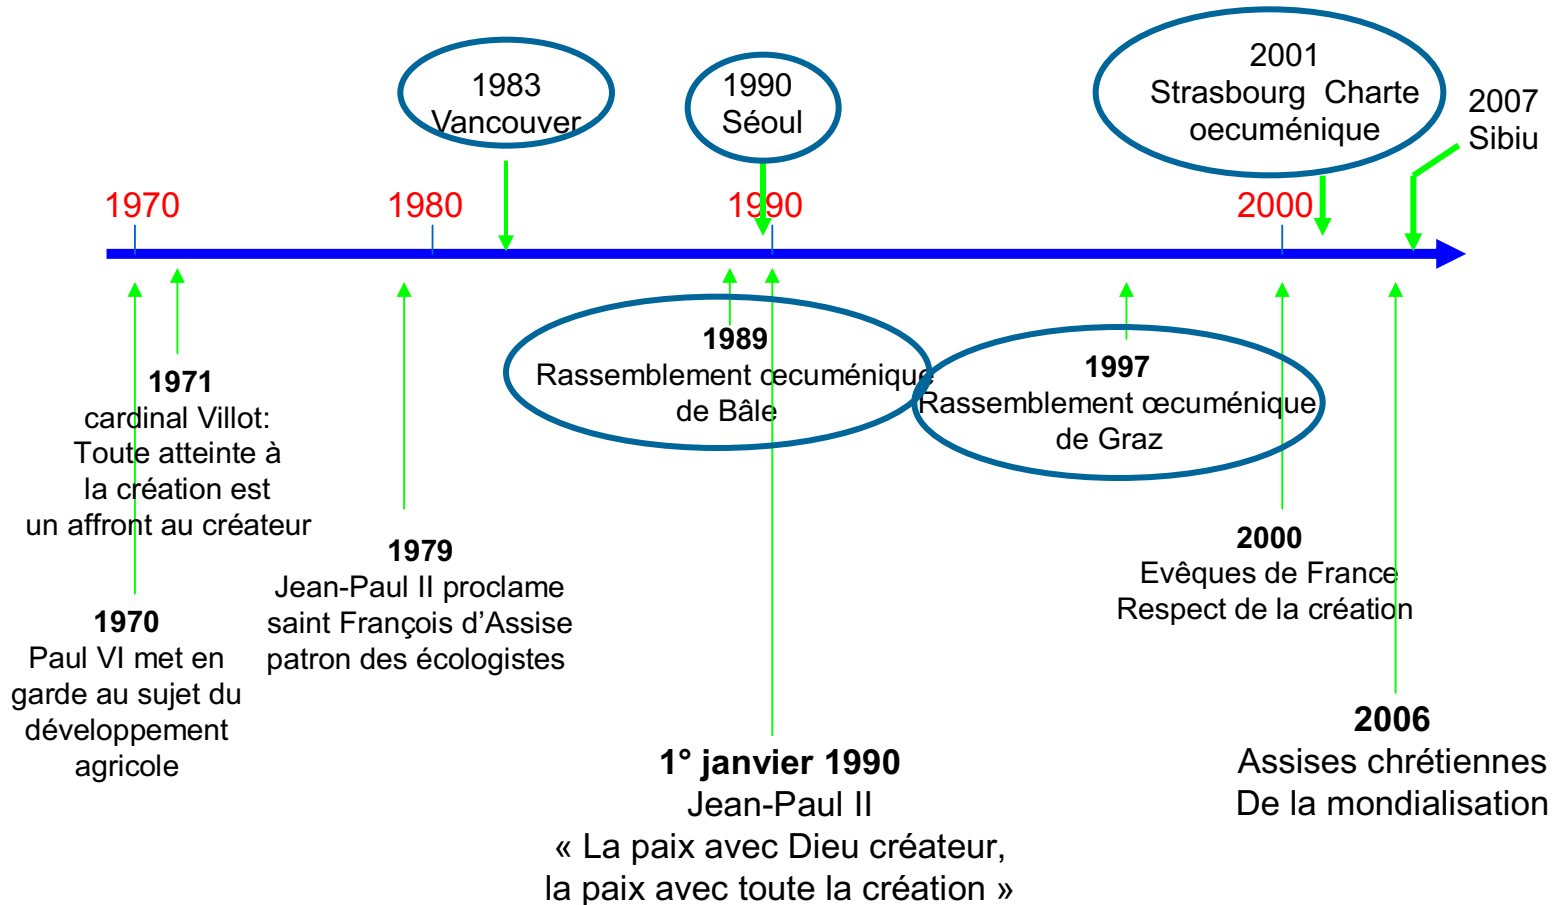 1983
Vancouver
1990
Séoul
2001
Strasbourg Charte
oecuménique
2007
Sibiu
1970
1980
1990
2000
1971
cardinal Villot:
Toute atteinte à
la création est
un affront au créateur
1970
Paul VI met en
garde au sujet du
développement
agricole
1979
Jean-Paul II proclame
saint François d’Assise
patron des écologistes
1989
Rassemblement œcuménique
de Bâle
1° janvier 1990
Jean-Paul II
« La paix avec Dieu créateur,
la paix avec toute la création »
1997
Rassemblement œcuménique
de Graz
2000
Evêques de France
Respect de la création
2006
Assises chrétiennes
De la mondialisation